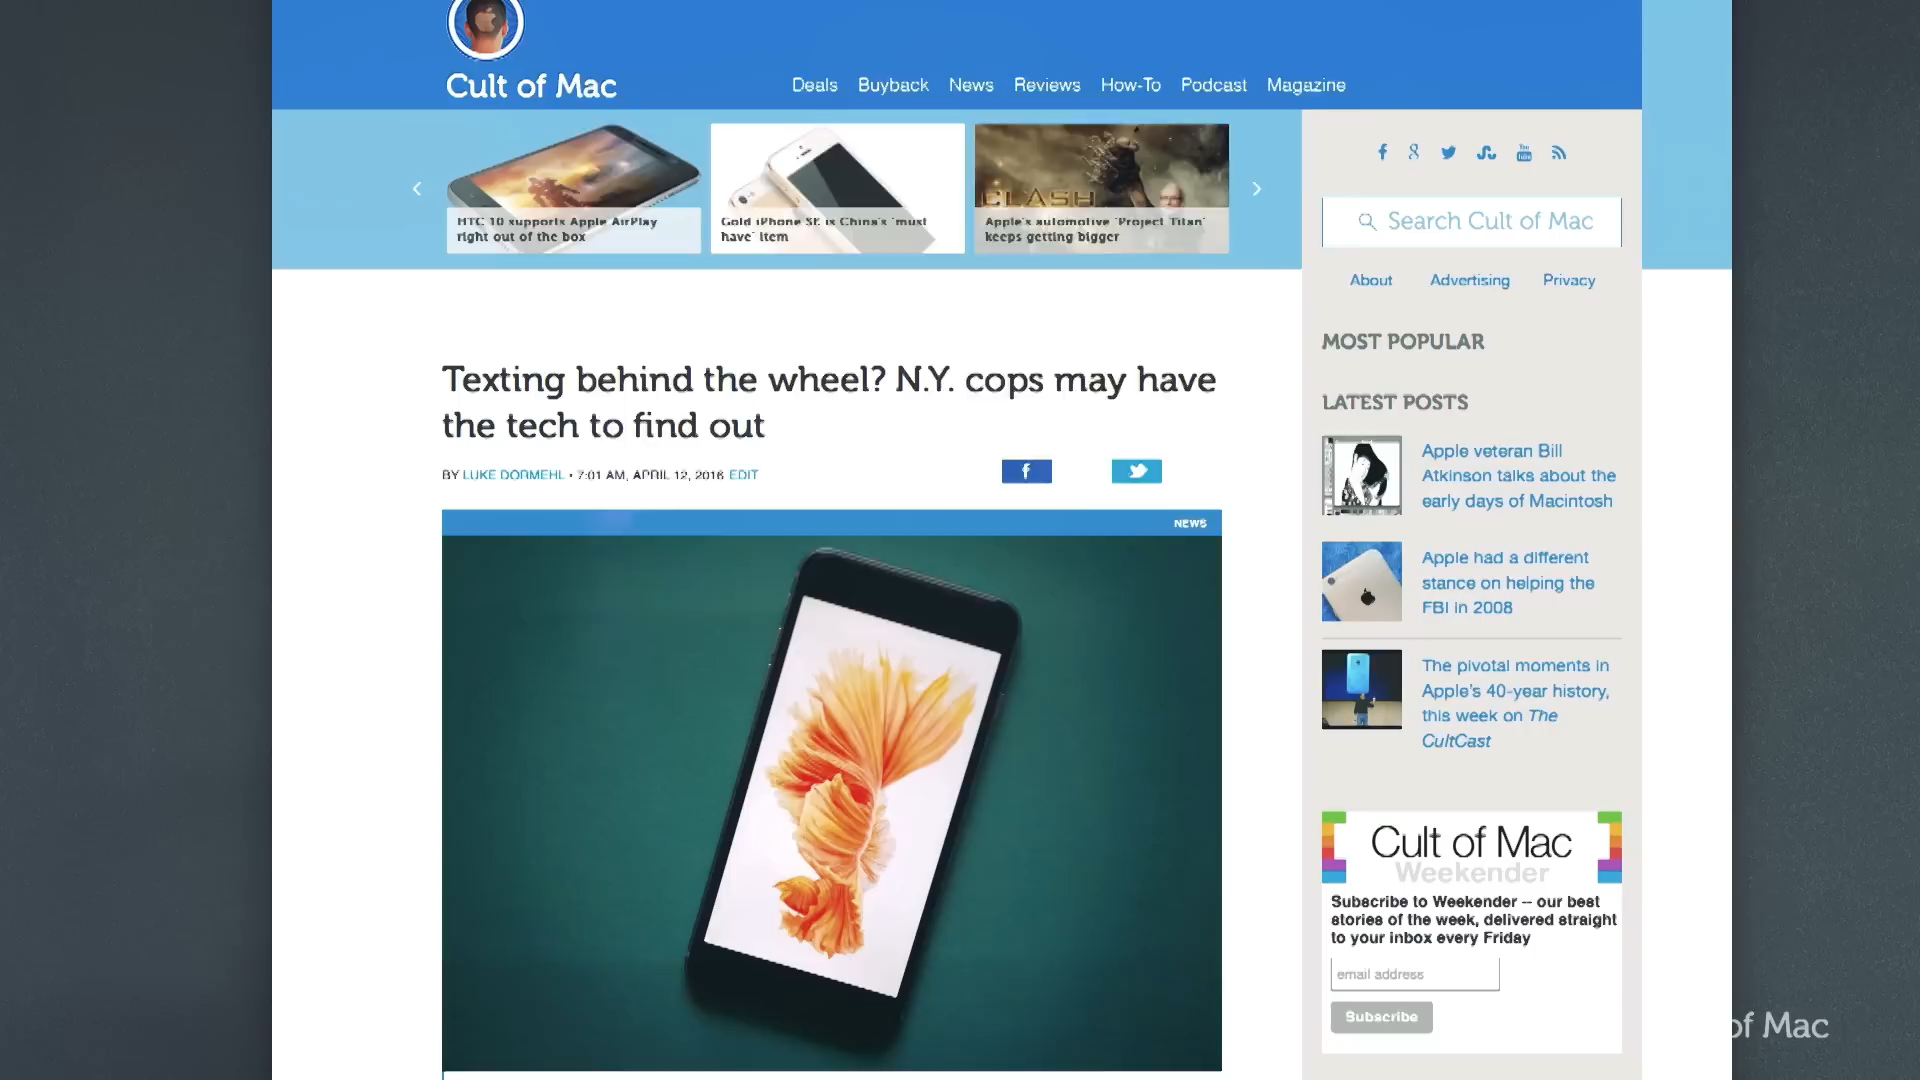 Cult of Mac
Deals Buyback News Reviews How-To Podcast Magazine
CLASH
HTC 10 supports Apple AirPlay
right out of the box
Gold iPhone SE is China's 'must
have' item
Apple's automotive 'Project Titan'
keeps getting bigger
You
Tube
Search Cult of Mac
About Advertising Privacy
Texting behind the wheel? N.Y. cops may have
the tech to find out
BY LUKE DORMEHL • 7:01 AM, APRIL 12, 2016 EDIT
NEWS
MOST POPULAR
LATEST POSTS
Apple veteran Bill
Atkinson talks about the
early days of Macintosh
Apple had a different
stance on helping the
FBI in 2008
The pivotal moments in
Apple's 40-year history,
this week on The
CultCast
Cult of Mac
Weekender
Subscribe to Weekender -- our best
stories of the week, delivered straight
to your inbox every Friday
email address
Subscribe
of Mac